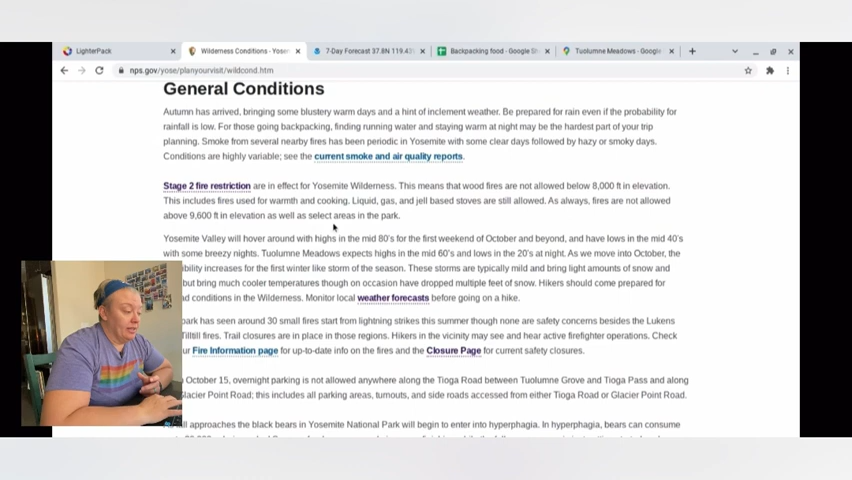 LighterPack
Wilderness Conditions - Yosem
7-Day Forecast 37.8N 119.43
Backpacking food - Google Sh
Tuolumne Meadows - Google
nps.gov/yose/planyourvisit/wildcond.htm
General Conditions
Autumn has arrived, bringing some blustery warm days and a hint of inclement weather. Be prepared for rain even if the probability for
rainfall is low. For those going backpacking, finding running water and staying warm at night may be the hardest part of your trip
planning. Smoke from several nearby fires has been periodic in Yosemite with some clear days followed by hazy or smoky days.
Conditions are highly variable; see the current smoke and air quality reports.
Stage 2 fire restriction are in effect for Yosemite Wilderness. This means that wood fires are not allowed below 8,000 ft in elevation.
This includes fires used for warmth and cooking. Liquid, gas, and jell based stoves are still allowed. As always, fires are not allowed
above 9,600 ft in elevation as well as select areas in the park.
Yosemite Valley will hover around with highs in the mid 80's for the first weekend of October and beyond, and have lows in the mid 40's
with some breezy nights. Tuolumne Meadows expects highs in the mid 60's and lows in the 20's at night. As we move into October, the
bility increases for the first winter like storm of the season. These storms are typically mild and bring light amounts of snow and
but bring much cooler temperatures though on occasion have dropped multiple feet of snow. Hikers should come prepared for
d conditions in the Wilderness. Monitor local weather forecasts before going on a hike.
park has seen around 30 small fires start from lightning strikes this summer though none are safety concerns besides the Lukens
Tiltill fires. Trail closures are in place in those regions. Hikers in the vicinity may see and hear active firefighter operations. Check
ur Fire Information page for up-to-date info on the fires and the Closure Page for current safety closures.
October 15, overnight parking is not allowed anywhere along the Tioga Road between Tuolumne Grove and Tioga Pass and along
Glacier Point Road; this includes all parking areas, turnouts, and side roads accessed from either Tioga Road or Glacier Point Road.
all approaches the black bears in Yosemite National Park will begin to enter into hyperphagia. In hyperphagia, bears can consume